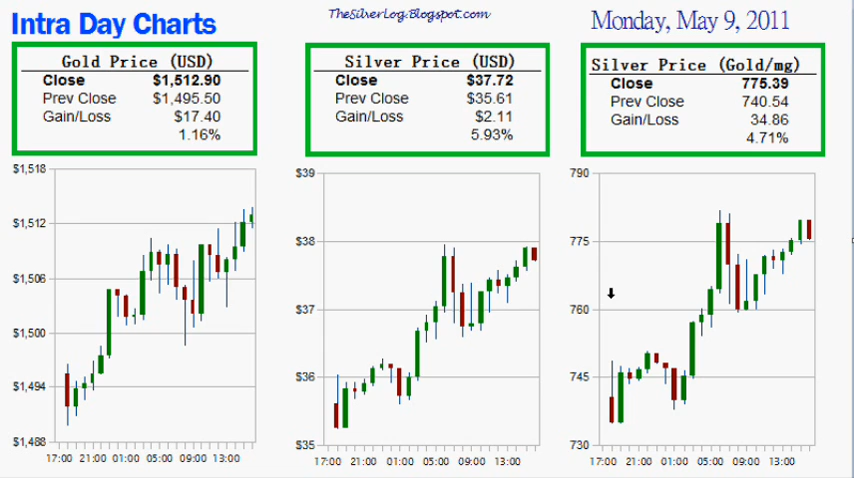 Intra Day Charts
TheSilverLog.Blogspot.com
Monday, May 9, 2011
Gold Price (USD)
Close $1,512.90
Prev Close $1,495.50
Gain/Loss $17.40
1.16%
Silver Price (USD)
Close $37.72
Prev Close $35.61
Gain/Loss $2.11
5.93%
Silver Price (Gold/mg)
Close 775.39
Prev Close 740.54
Gain/Loss 34.86
4.71%
$1,518
$1,512
$1,506
$1,500
$1,494
$1,488
17:00 21:00 01:00 05:00 09:00 13:00
$39
$38
$37
$36
$35
17:00 21:00 01:00 05:00 09:00 13:00
790
775
760
745
730
17:00 21:00 01:00 05:00 09:00 13:00